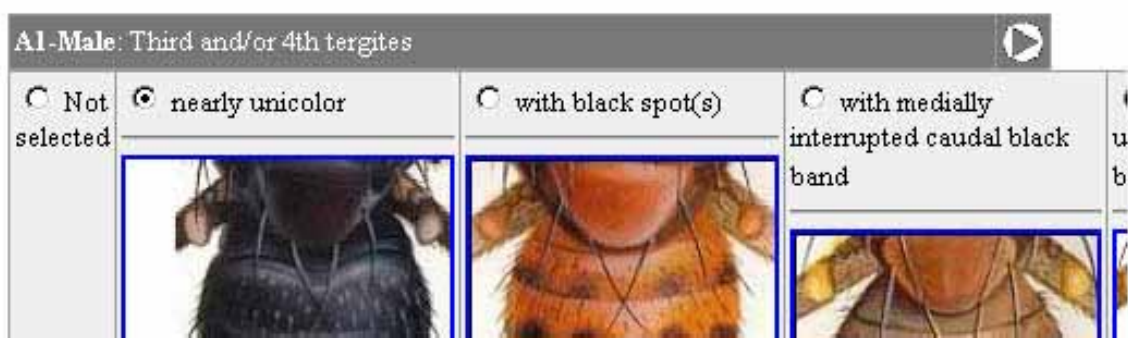 A1-Male: Third and/or 4th tergites
Not selected
nearly unicolor
with black spot(s)
with medially
interrupted caudal black
band